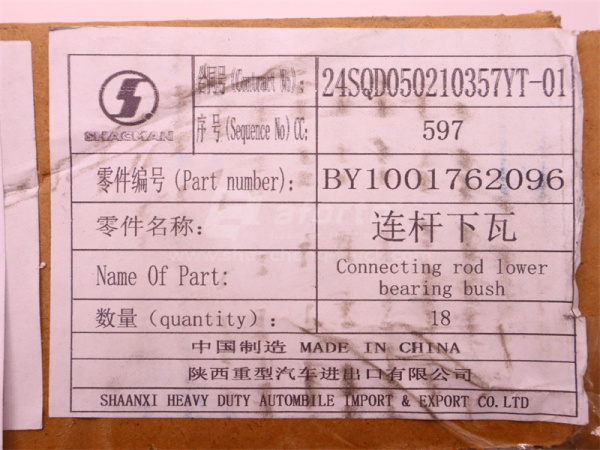 SHACMAN
合同号(Contract No): 24SQD050210357YT-01
序号(Sequence No)CC: 597
零件编号(Part number): BY1001762096
零件名称: 连杆下瓦
Name Of Part: Connecting rod lower
bearing bush
数量(quantity): 18
中国制造 MADE IN CHINA
陕西重型汽车进出口有限公司
SHAANXI HEAVY DUTY AUTOMBILE IMPORT & EXPORT CO.LTD